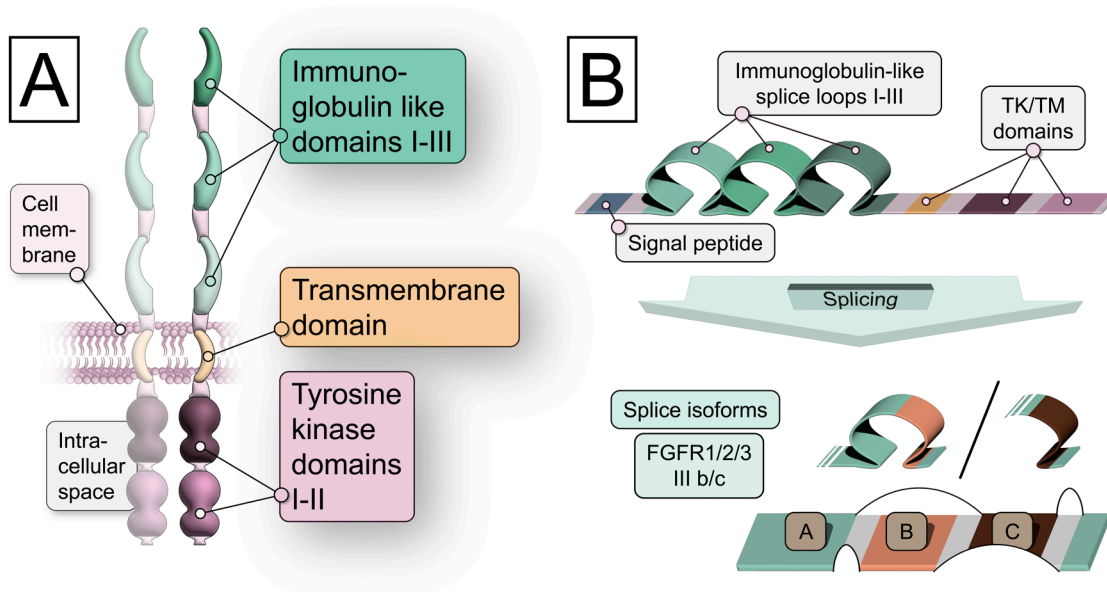 A
Immuno-
globulin like
domains I-III
Cell
mem-
brane
Transmembrane
domain
Tyrosine
kinase
domains
I-II
Intra-
cellular
space
B
Immunoglobulin-like
splice loops I-III
TK/TM
domains
Signal peptide
Splicing
Splice isoforms
FGFR1/2/3
III b/c
A
B
C